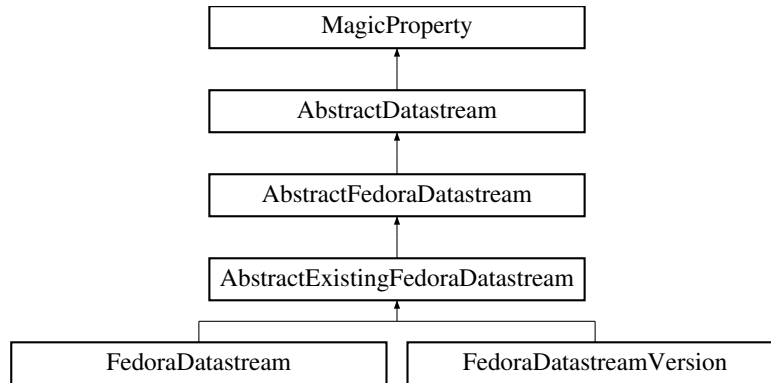 MagicProperty
AbstractDatastream
AbstractFedoraDatastream
AbstractExistingFedoraDatastream
FedoraDatastream
FedoraDatastreamVersion